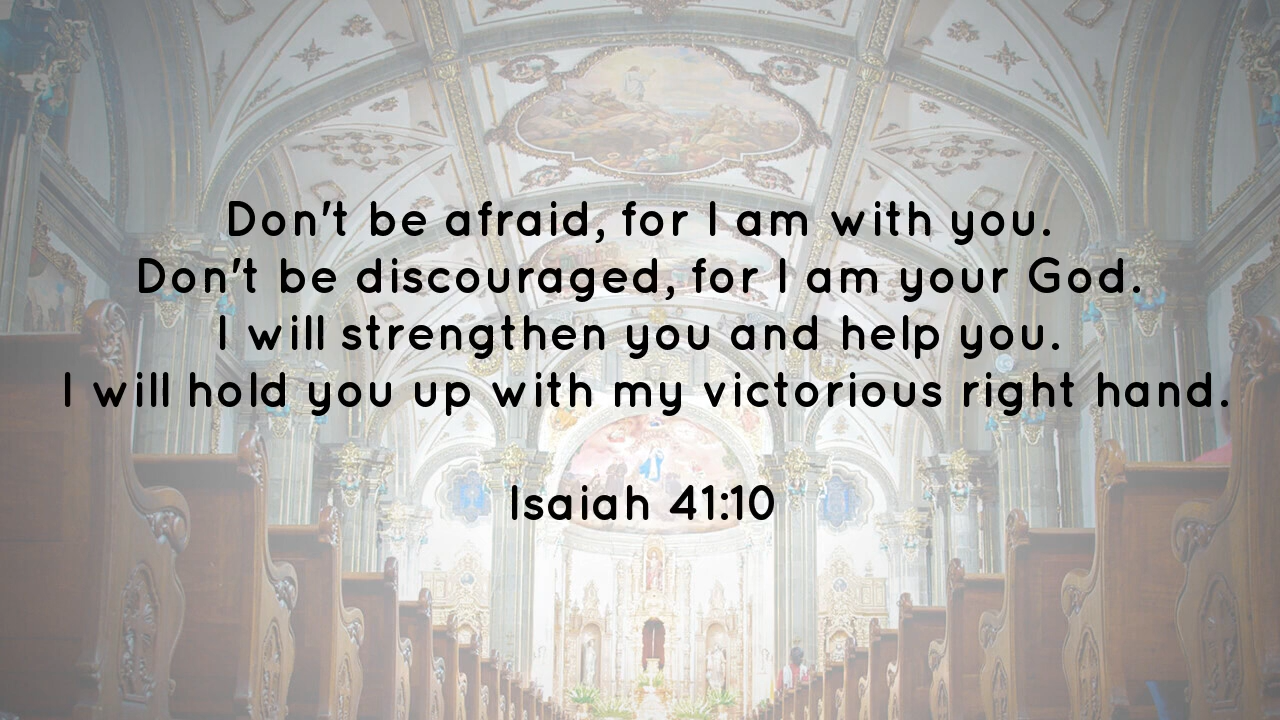 Don't be afraid, for I am with you.
Don't be discouraged, for I am your God.
I will strengthen you and help you.
I will hold you up with my victorious right hand.
Isaiah 41:10